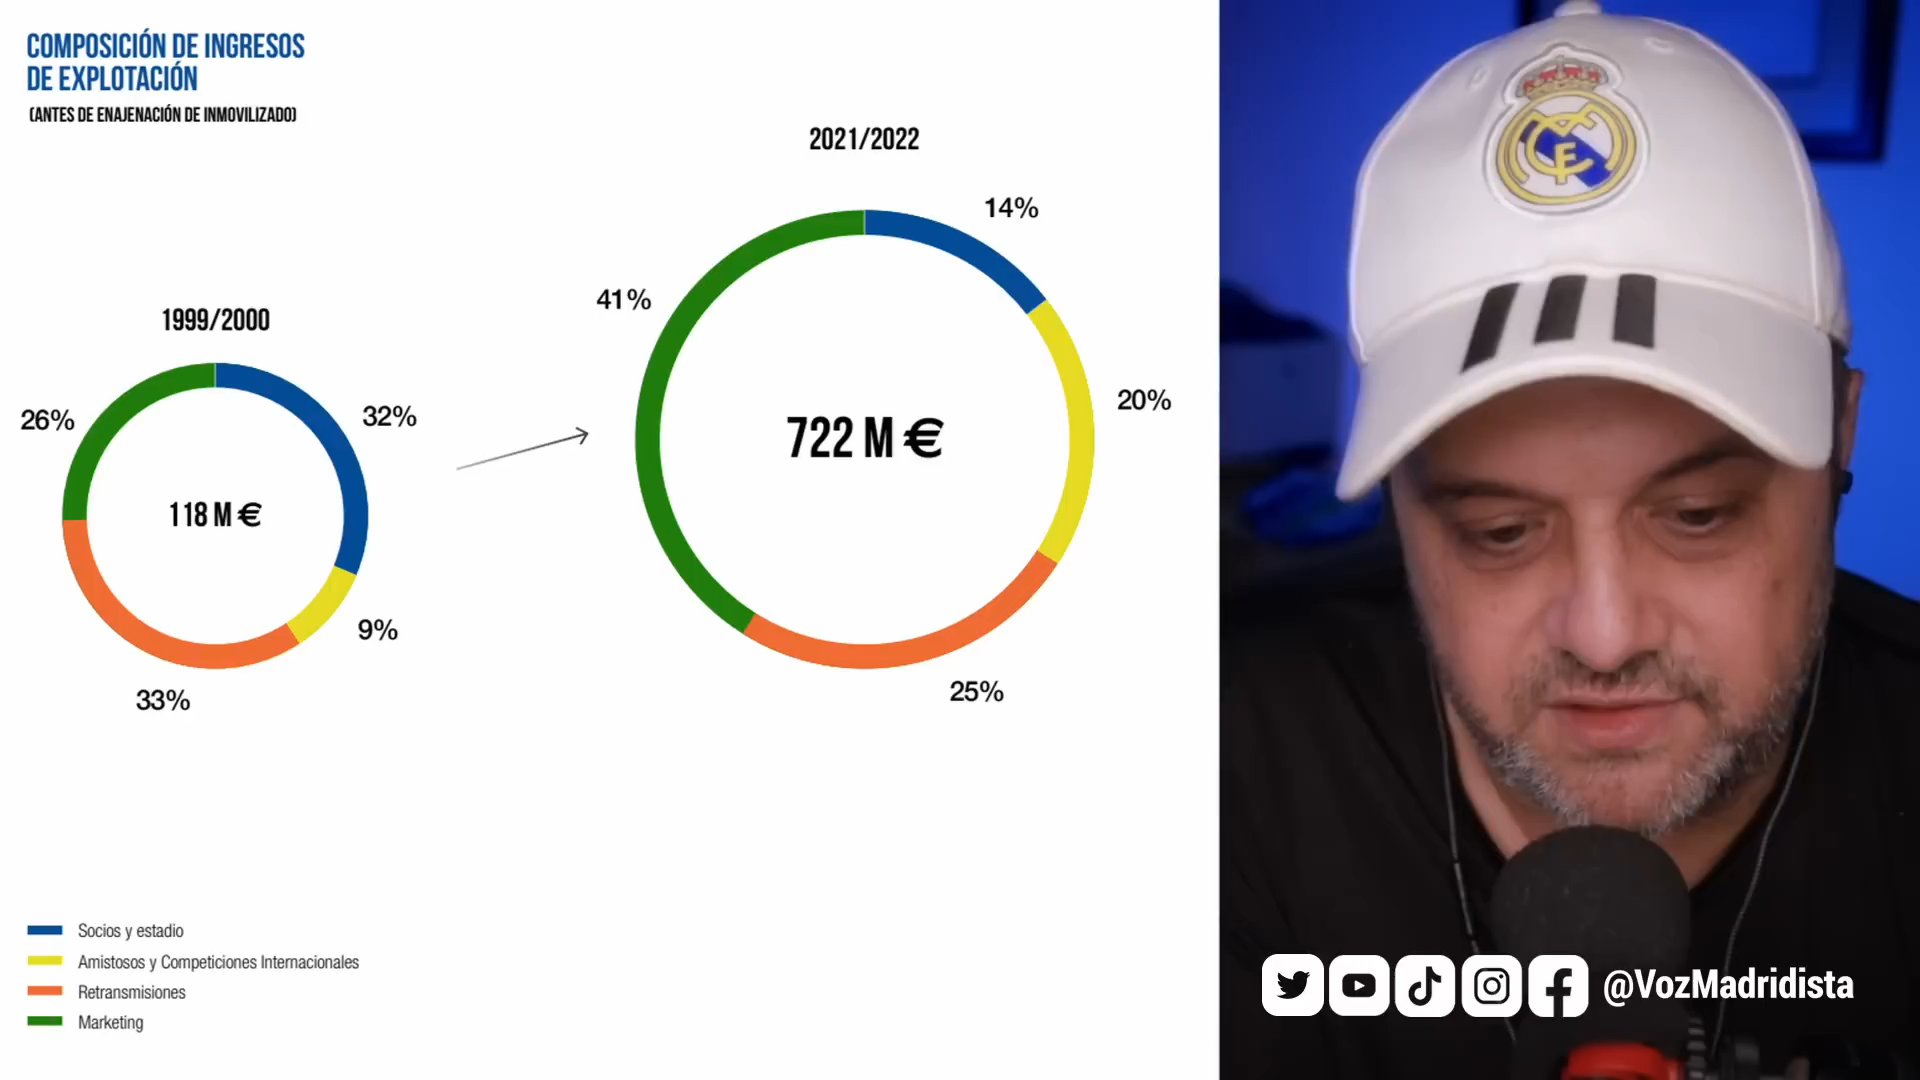 COMPOSICIÓN DE INGRESOS
DE EXPLOTACIÓN
(ANTES DE ENAJENACIÓN DE INMOVILIZADO)
1999/2000
26%
32%
118 M €
9%
33%
2021/2022
14%
41%
20%
722 M €
25%
Socios y estadio
Amistosos y Competiciones Internacionales
Retransmisiones
Marketing
@VozMadridista